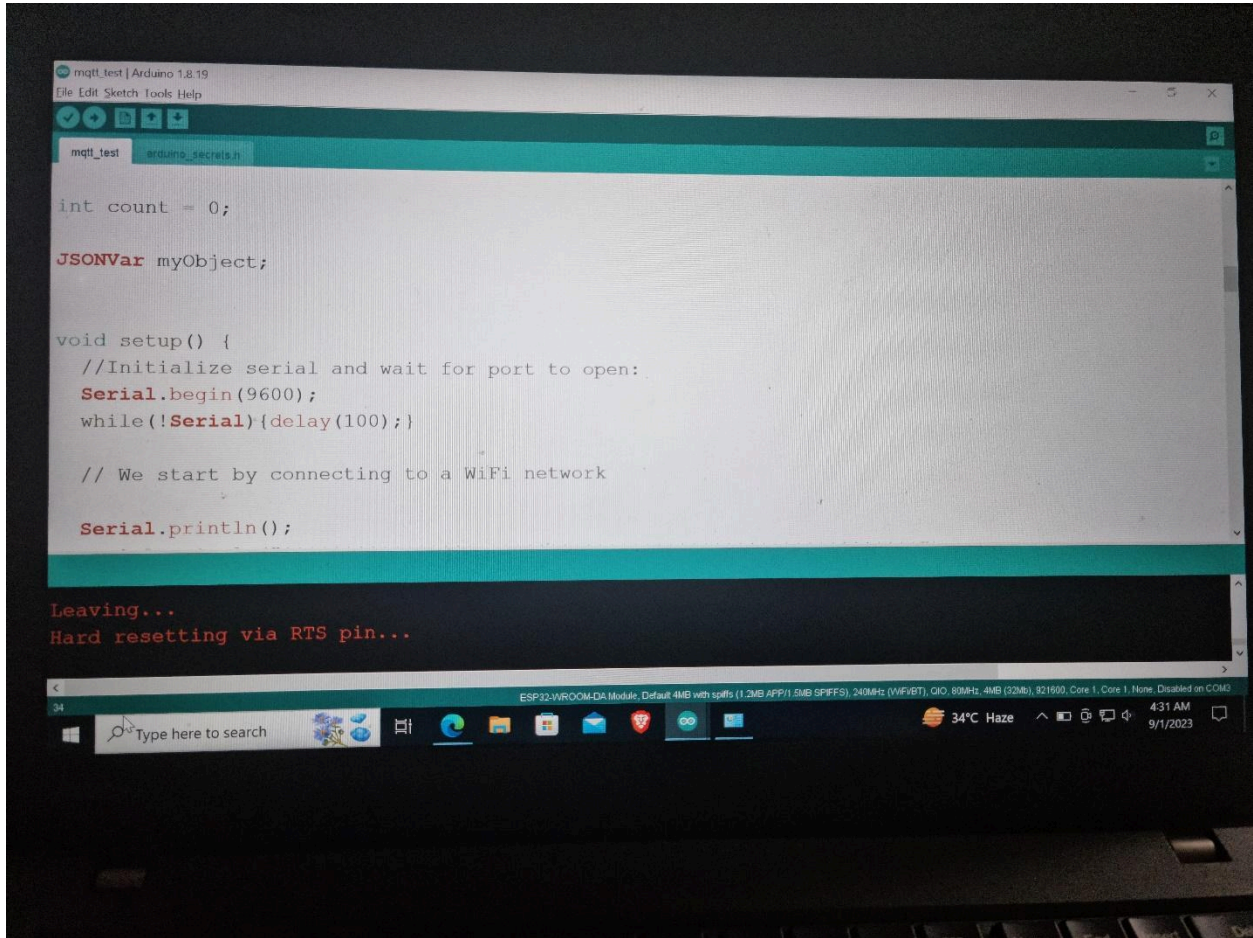 mqtt_test | Arduino 1.8.19
File Edit Sketch Tools Help
mqtt_test
arduino_secrets.h
int count = 0;
JSONVar myObject;
void setup() {
//Initialize serial and wait for port to open:
Serial.begin(9600);
while(!Serial){delay(100);}
// We start by connecting to a WiFi network
Serial.println();
Leaving...
Hard resetting via RTS pin...
34
ESP32-WROOM-DA Module, Default 4MB with spiffs (1.2MB APP/1.5MB SPIFFS), 240MHz (WiFi/BT), QIO, 80MHz, 4MB (32Mb), 921600, Core 1, Core 1, None, Disabled on COM3
Type here to search
34°C Haze
4:31 AM
9/1/2023